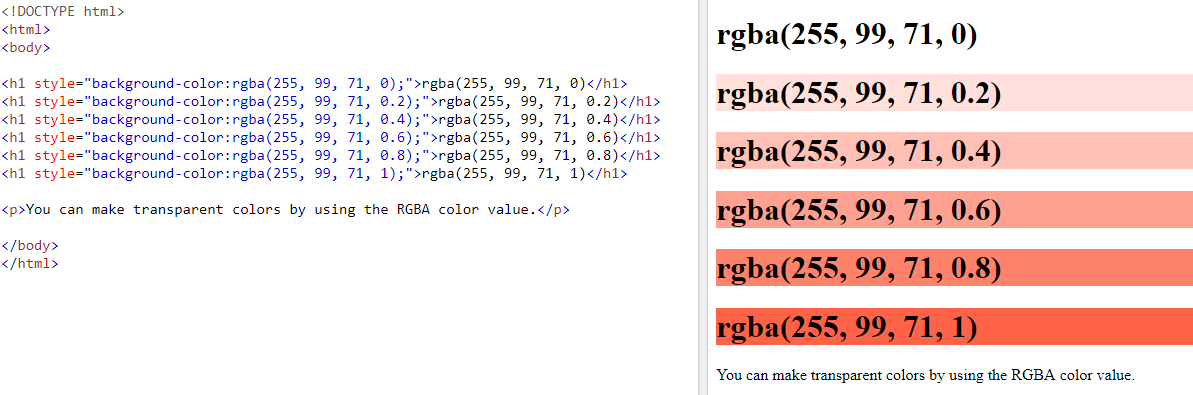 <!DOCTYPE html>
<html>
<body>
<h1 style="background-color:rgba(255, 99, 71, 0);">rgba(255, 99, 71, 0)</h1>
<h1 style="background-color:rgba(255, 99, 71, 0.2);">rgba(255, 99, 71, 0.2)</h1>
<h1 style="background-color:rgba(255, 99, 71, 0.4);">rgba(255, 99, 71, 0.4)</h1>
<h1 style="background-color:rgba(255, 99, 71, 0.6);">rgba(255, 99, 71, 0.6)</h1>
<h1 style="background-color:rgba(255, 99, 71, 0.8);">rgba(255, 99, 71, 0.8)</h1>
<h1 style="background-color:rgba(255, 99, 71, 1);">rgba(255, 99, 71, 1)</h1>
<p>You can make transparent colors by using the RGBA color value.</p>
</body>
</html>
rgba(255, 99, 71, 0)
rgba(255, 99, 71, 0.2)
rgba(255, 99, 71, 0.4)
rgba(255, 99, 71, 0.6)
rgba(255, 99, 71, 0.8)
rgba(255, 99, 71, 1)
You can make transparent colors by using the RGBA color value.